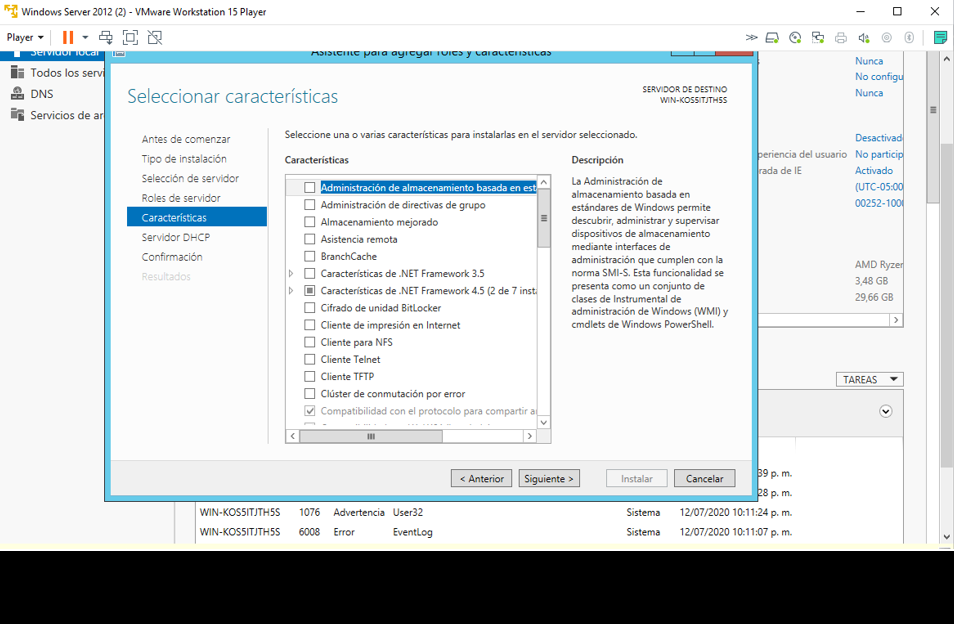 Windows Server 2012 (2) - VMware Workstation 15 Player
Player
Servidor local
Todos los servi
DNS
Servicios de ar
Asistente para agregar roles y características
Seleccionar características
SERVIDOR DE DESTINO
WIN-KOS5ITJTH5S
Antes de comenzar
Tipo de instalación
Selección de servidor
Roles de servidor
Características
Servidor DHCP
Confirmación
Resultados
Seleccione una o varias características para instalarlas en el servidor seleccionado.
Características
Administración de almacenamiento basada en est
Administración de directivas de grupo
Almacenamiento mejorado
Asistencia remota
BranchCache
Características de .NET Framework 3.5
Características de .NET Framework 4.5 (2 de 7 inst
Cifrado de unidad BitLocker
Cliente de impresión en Internet
Cliente para NFS
Cliente Telnet
Cliente TFTP
Clúster de conmutación por error
Compatibilidad con el protocolo para compartir a
Descripción
La Administración de
almacenamiento basada en
estándares de Windows permite
descubrir, administrar y supervisar
dispositivos de almacenamiento
mediante interfaces de
administración que cumplen con la
norma SMI-S. Esta funcionalidad se
presenta como un conjunto de
clases de Instrumental de
administración de Windows (WMI) y
cmdlets de Windows PowerShell.
< Anterior
Siguiente >
Instalar
Cancelar
Nunca
No configu
Nunca
Desactivad
periencia del usuario No particip
rada de IE Activado
(UTC-05:00
00252-1000
AMD Ryzer
3,48 GB
29,66 GB
TAREAS
39 p. m.
28 p. m.
WIN-KOS5ITJTH5S 1076 Advertencia User32 Sistema 12/07/2020 10:11:24 p. m.
WIN-KOS5ITJTH5S 6008 Error EventLog Sistema 12/07/2020 10:11:07 p. m.